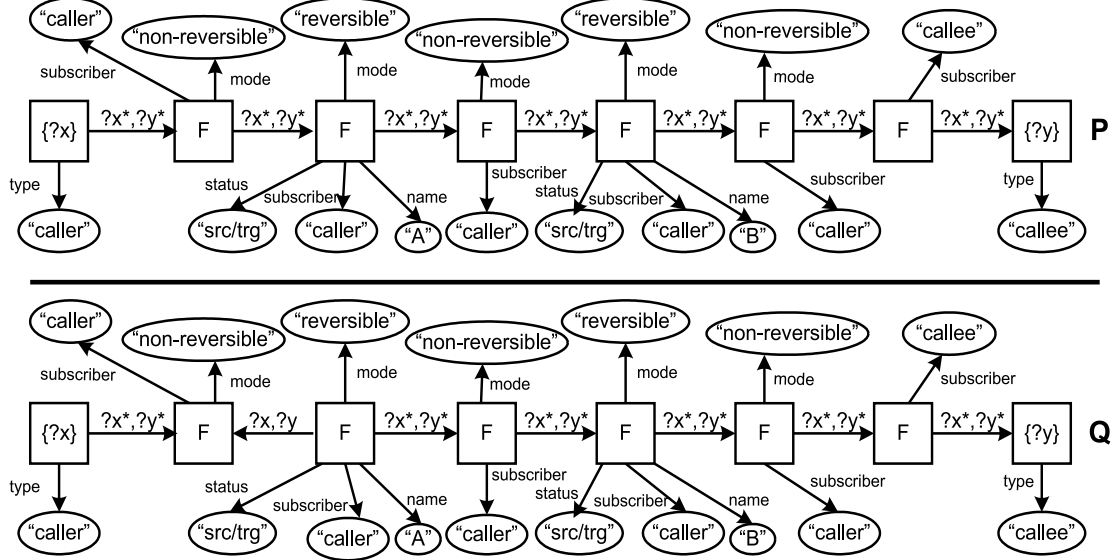 “caller” “non-reversible” “reversible” “non-reversible” “reversible” “non-reversible” “callee”
subscriber mode mode mode mode mode subscriber
{?x} ?x*,?y* F ?x*,?y* F ?x*,?y* F ?x*,?y* F ?x*,?y* F ?x*,?y* F ?x*,?y* {?y} P
type status subscriber name subscriber status subscriber name subscriber type
“caller” “src/trg” “caller” “A” “caller” “src/trg” “caller” “B” “caller” “callee”
“caller” “non-reversible” “reversible” “non-reversible” “reversible” “non-reversible” “callee”
subscriber mode mode mode mode mode subscriber
{?x} ?x*,?y* F ?x,?y F ?x*,?y* F ?x*,?y* F ?x*,?y* F ?x*,?y* F ?x*,?y* {?y} Q
type status subscriber name subscriber status subscriber name subscriber type
“caller” “src/trg” “caller” “A” “caller” “src/trg” “caller” “B” “caller” “callee”